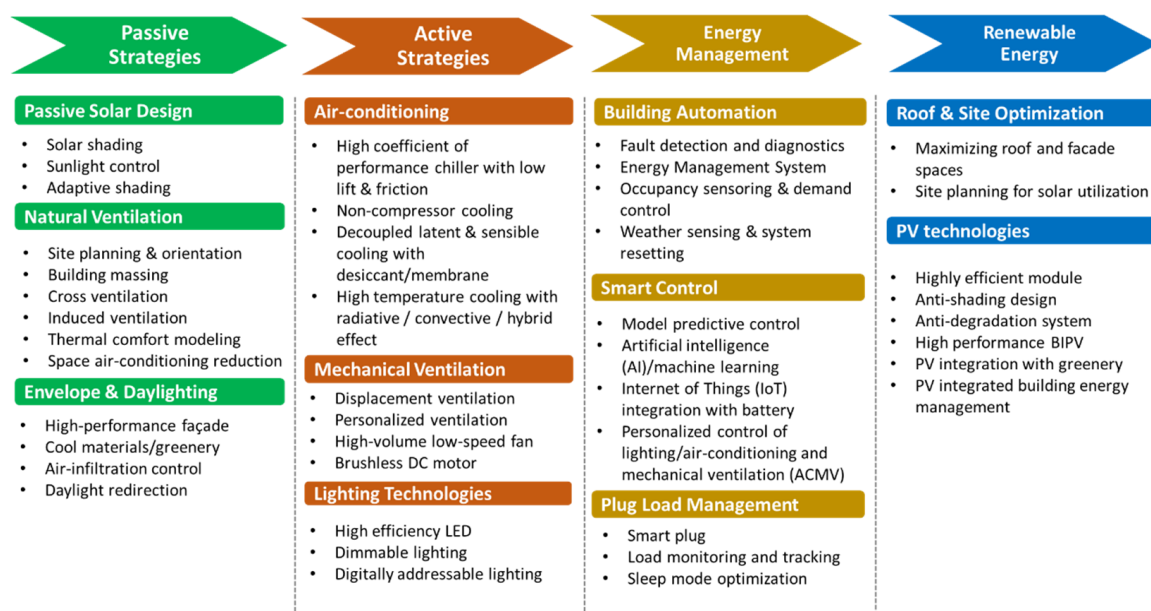 Passive
Strategies
Passive Solar Design
• Solar shading
• Sunlight control
• Adaptive shading
Natural Ventilation
• Site planning & orientation
• Building massing
• Cross ventilation
• Induced ventilation
• Thermal comfort modeling
• Space air-conditioning reduction
Envelope & Daylighting
• High-performance façade
• Cool materials/greenery
• Air-infiltration control
• Daylight redirection
Active
Strategies
Air-conditioning
• High coefficient of
performance chiller with low
lift & friction
• Non-compressor cooling
• Decoupled latent & sensible
cooling with
desiccant/membrane
• High temperature cooling with
radiative / convective / hybrid
effect
Mechanical Ventilation
• Displacement ventilation
• Personalized ventilation
• High-volume low-speed fan
• Brushless DC motor
Lighting Technologies
• High efficiency LED
• Dimmable lighting
• Digitally addressable lighting
Energy
Management
Building Automation
• Fault detection and diagnostics
• Energy Management System
• Occupancy sensoring & demand
control
• Weather sensing & system
resetting
Smart Control
• Model predictive control
• Artificial intelligence
(AI)/machine learning
• Internet of Things (IoT)
integration with battery
• Personalized control of
lighting/air-conditioning and
mechanical ventilation (ACMV)
Plug Load Management
• Smart plug
• Load monitoring and tracking
• Sleep mode optimization
Renewable
Energy
Roof & Site Optimization
• Maximizing roof and facade
spaces
• Site planning for solar utilization
PV technologies
• Highly efficient module
• Anti-shading design
• Anti-degradation system
• High performance BIPV
• PV integration with greenery
• PV integrated building energy
management